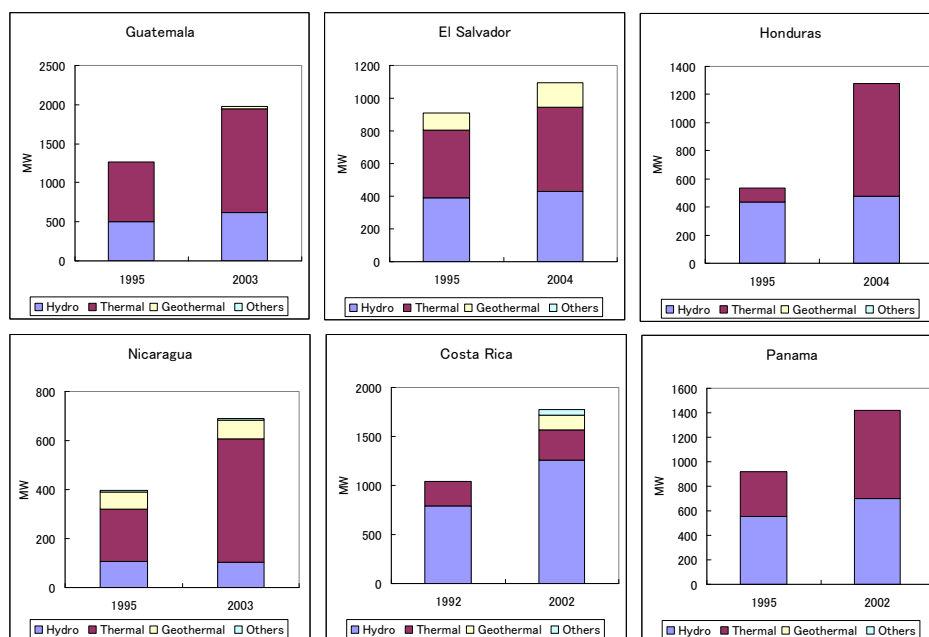 Guatemala
2500
2000
1500
1000
500
0
MW
1995 2003
Hydro Thermal Geothermal Others
El Salvador
1200
1000
800
600
400
200
0
MW
1995 2004
Hydro Thermal Geothermal Others
Honduras
1400
1200
1000
800
600
400
200
0
MW
1995 2004
Hydro Thermal Geothermal Others
Nicaragua
800
600
400
200
0
MW
1995 2003
Hydro Thermal Geothermal Others
Costa Rica
2000
1500
1000
500
0
MW
1992 2002
Hydro Thermal Geothermal Others
Panama
1600
1400
1200
1000
800
600
400
200
0
MW
1995 2002
Hydro Thermal Geothermal Others